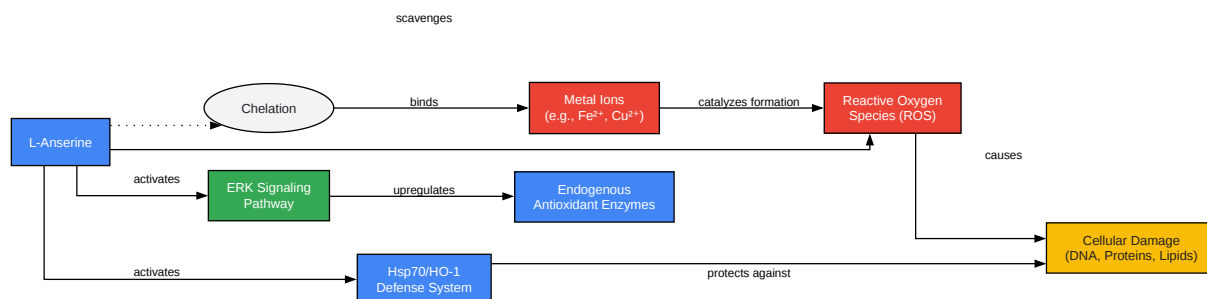 scavenges
Chelation
binds
Metal Ions
(e.g., Fe²⁺, Cu²⁺)
catalyzes formation
Reactive Oxygen
Species (ROS)
L-Anserine
causes
activates
ERK Signaling
Pathway
upregulates
Endogenous
Antioxidant Enzymes
Cellular Damage
(DNA, Proteins, Lipids)
activates
Hsp70/HO-1
Defense System
protects against